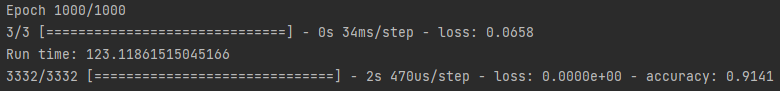 Epoch 1000/1000
3/3 [==============================] - 0s 34ms/step - loss: 0.0658
Run time: 123.11861515045166
3332/3332 [==============================] - 2s 470us/step - loss: 0.0000e+00 - accuracy: 0.9141